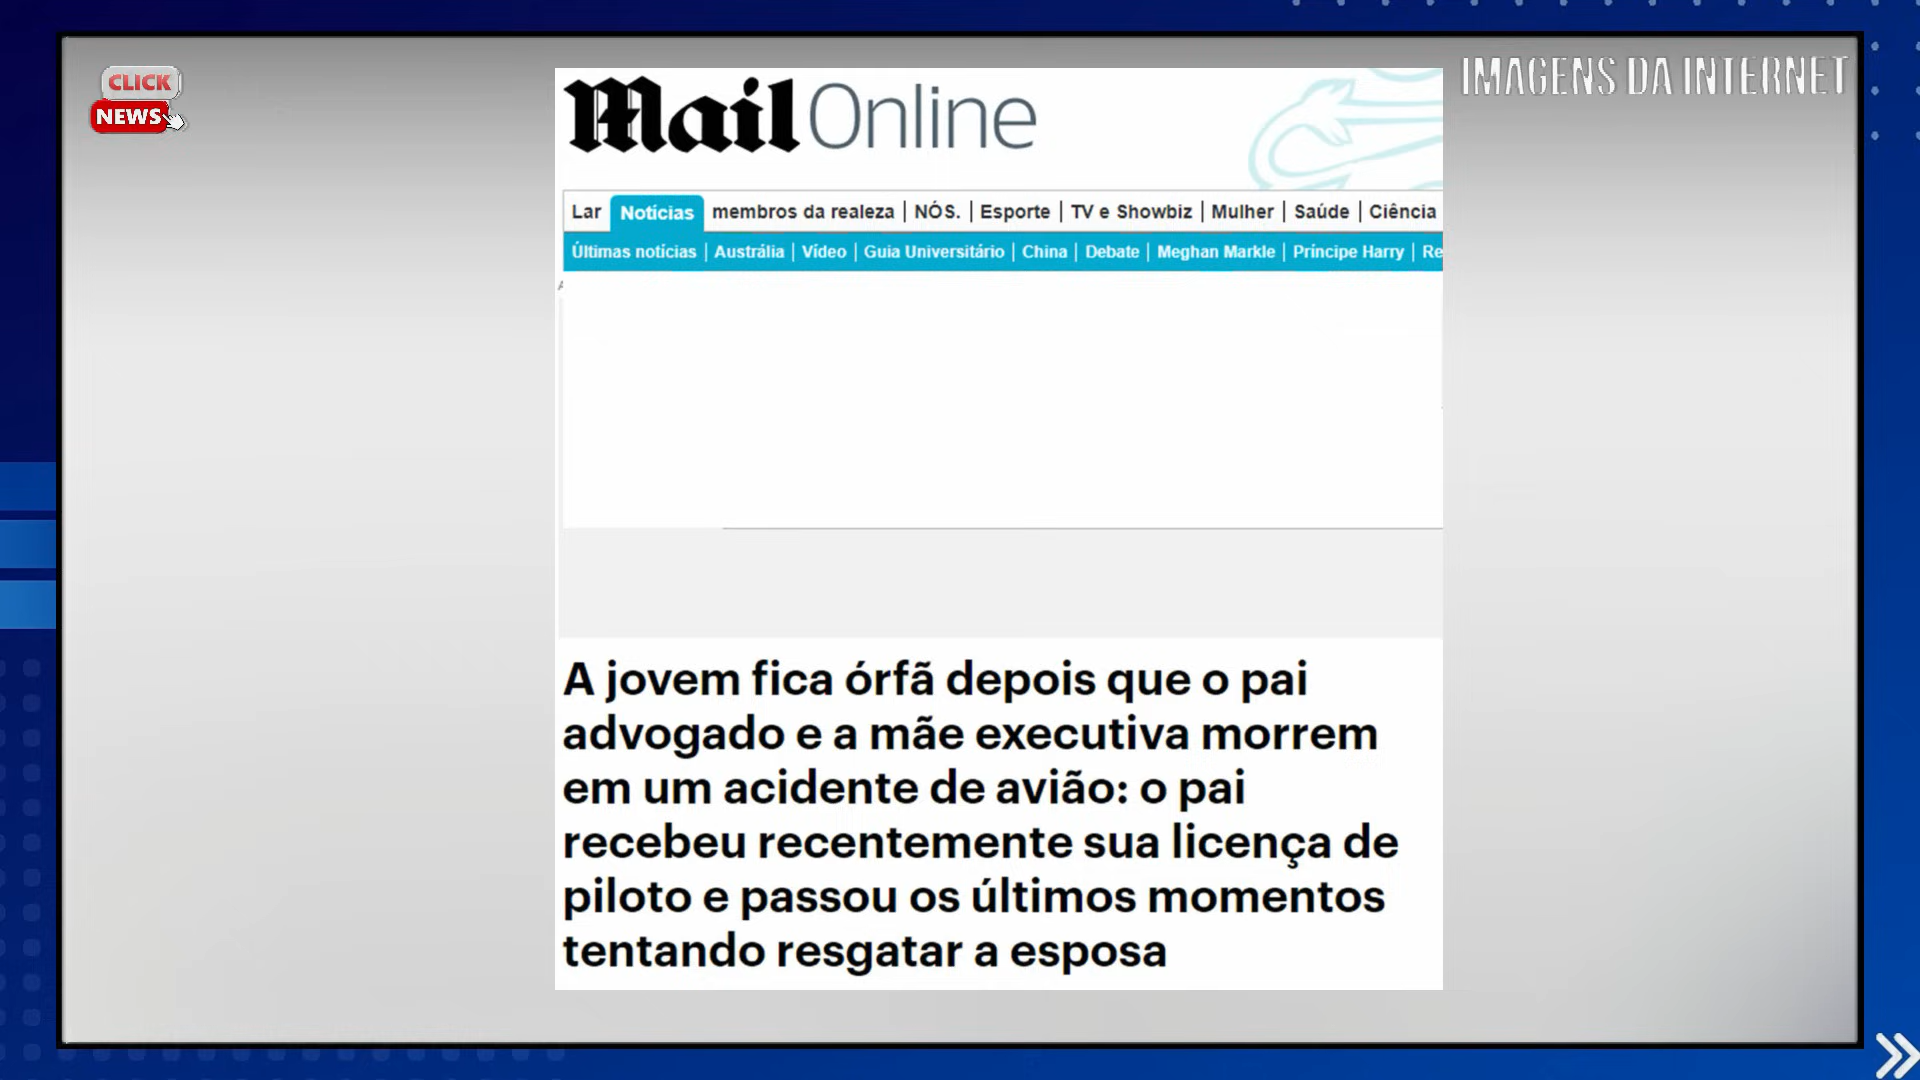 CLICK
NEWS
IMAGENS DA INTERNET
Mail Online
Lar Notícias membros da realeza | NÓS. | Esporte | TV e Showbiz | Mulher | Saúde | Ciência
Últimas notícias | Austrália | Vídeo | Guia Universitário | China | Debate | Meghan Markle | Príncipe Harry | Re
A jovem fica órfã depois que o pai
advogado e a mãe executiva morrem
em um acidente de avião: o pai
recebeu recentemente sua licença de
piloto e passou os últimos momentos
tentando resgatar a esposa